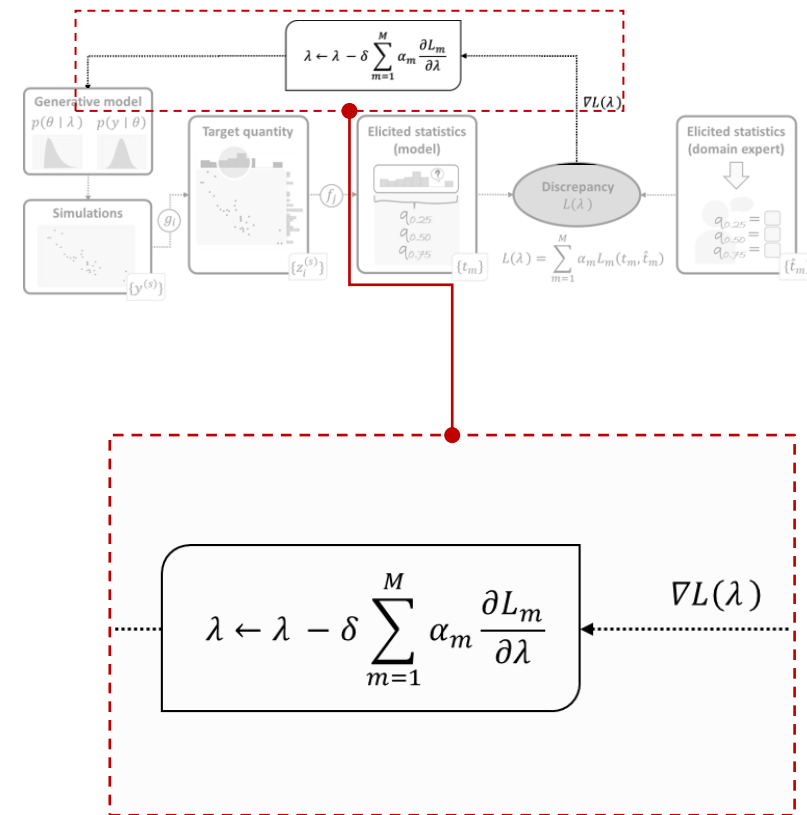 λ ← λ − δ ∑_{m=1}^{M} α_m ∂L_m/∂λ
∇L(λ)
Generative model
p(θ | λ) p(y | θ)
Simulations
{y^(s)}
g_i
Target quantity
{z_i^(s)}
f_j
Elicited statistics
(model)
?
q_0.25
q_0.50
q_0.75
{t_m}
Discrepancy
L(λ)
L(λ) = ∑_{m=1}^{M} α_m L_m(t_m, t̂_m)
Elicited statistics
(domain expert)
q_0.25 =
q_0.50 =
q_0.75 =
{t̂_m
λ ← λ − δ ∑_{m=1}^{M} α_m ∂L_m/∂λ
∇L(λ)